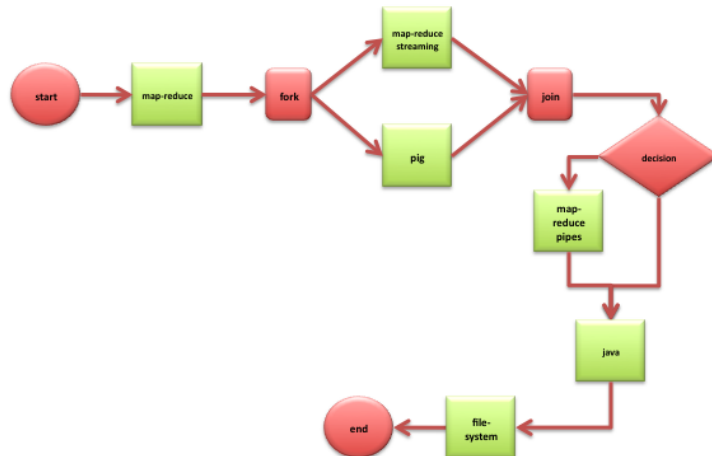 start
map-reduce
fork
map-reduce
streaming
pig
join
decision
map-
reduce
pipes
java
file-
system
end